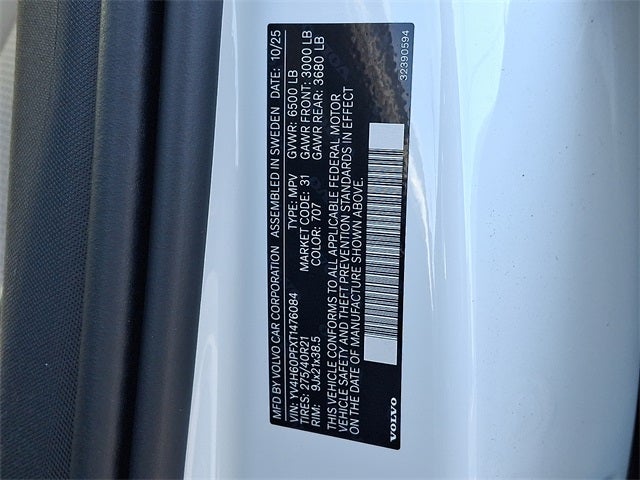 MFD BY VOLVO CAR CORPORATION ASSEMBLED IN SWEDEN DATE: 10/25
VIN: YV4H60PFXT1476084 TYPE:MPV GVWR: 6500 LB
TIRES: 275/40R21 MARKET CODE: 31 GAWR FRONT: 3000 LB
RIM: 9Jx21x38.5 COLOR: 707 GAWR REAR: 3680 LB
THIS VEHICLE CONFORMS TO ALL APPLICABLE FEDERAL MOTOR
VEHICLE SAFETY AND THEFT PREVENTION STANDARDS IN EFFECT
ON THE DATE OF MANUFACTURE SHOWN ABOVE.
VOLVO
32390594